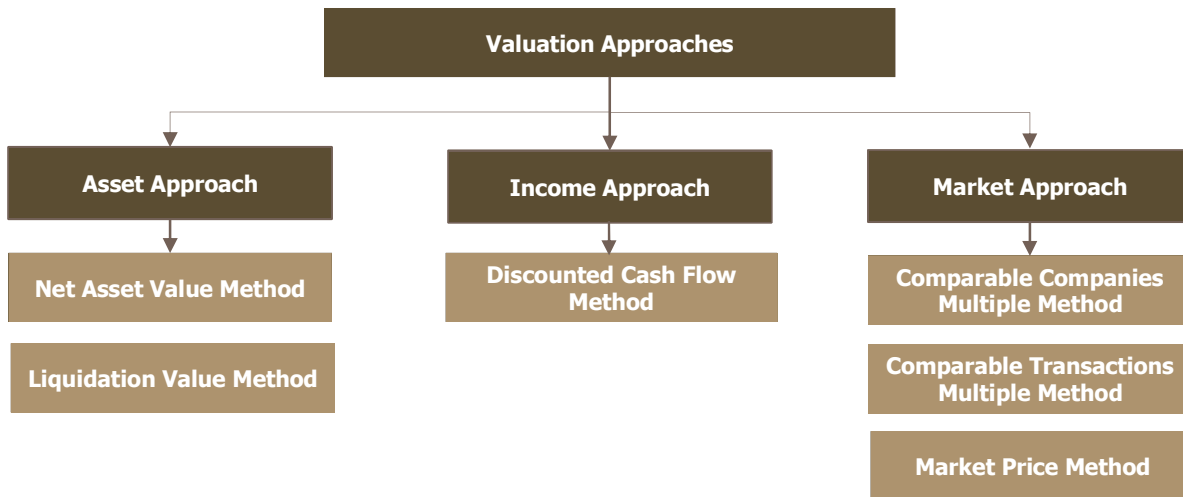 Valuation Approaches
Asset Approach
Income Approach
Market Approach
Net Asset Value Method
Discounted Cash Flow
Method
Comparable Companies
Multiple Method
Liquidation Value Method
Comparable Transactions
Multiple Method
Market Price Method